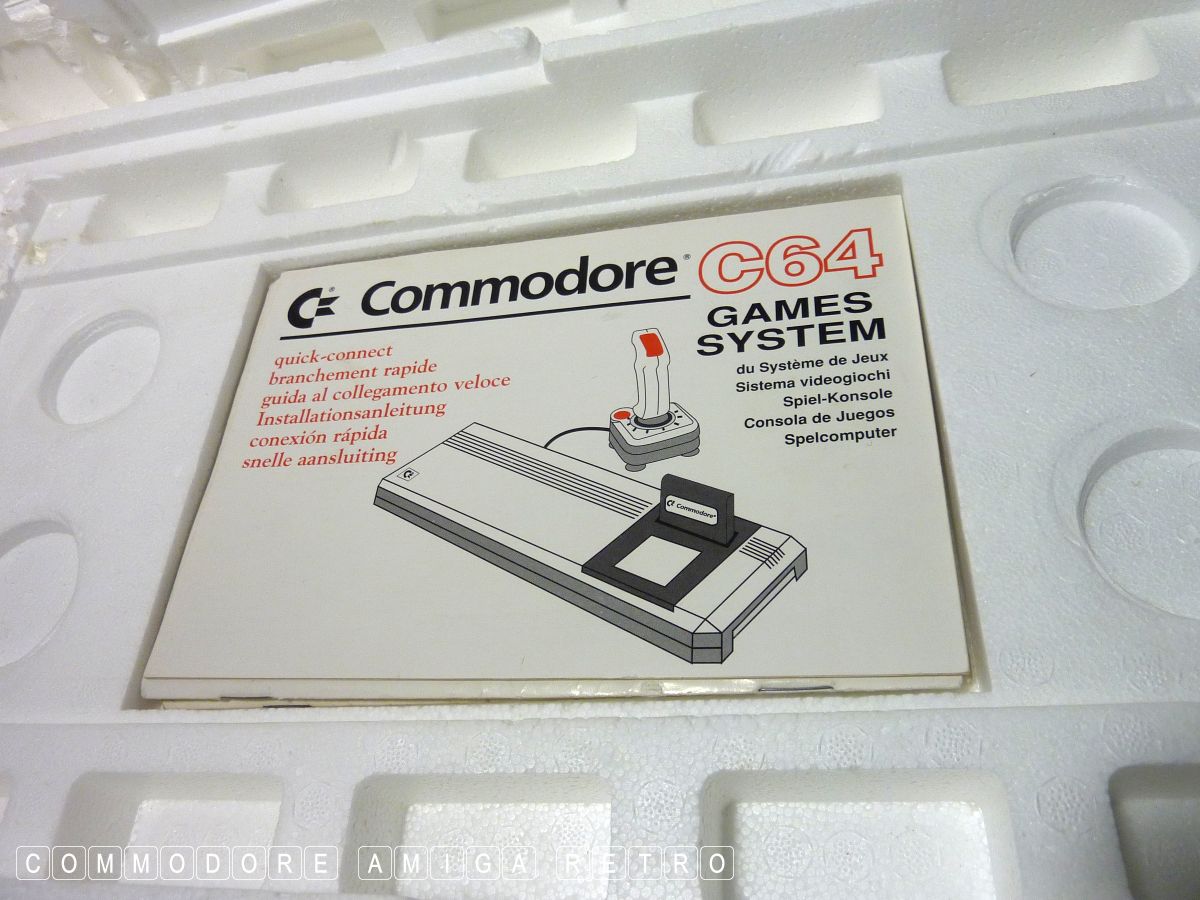 Commodore® C64
GAMES
SYSTEM
quick-connect
branchement rapide
guida al collegamento veloce
Installationsanleitung
conexión rápida
snelle aansluiting
du Système de Jeux
Sistema videogiochi
Spiel-Konsole
Consola de Juegos
Spelcomputer
Commodore
COMMODORE AMIGA RETRO